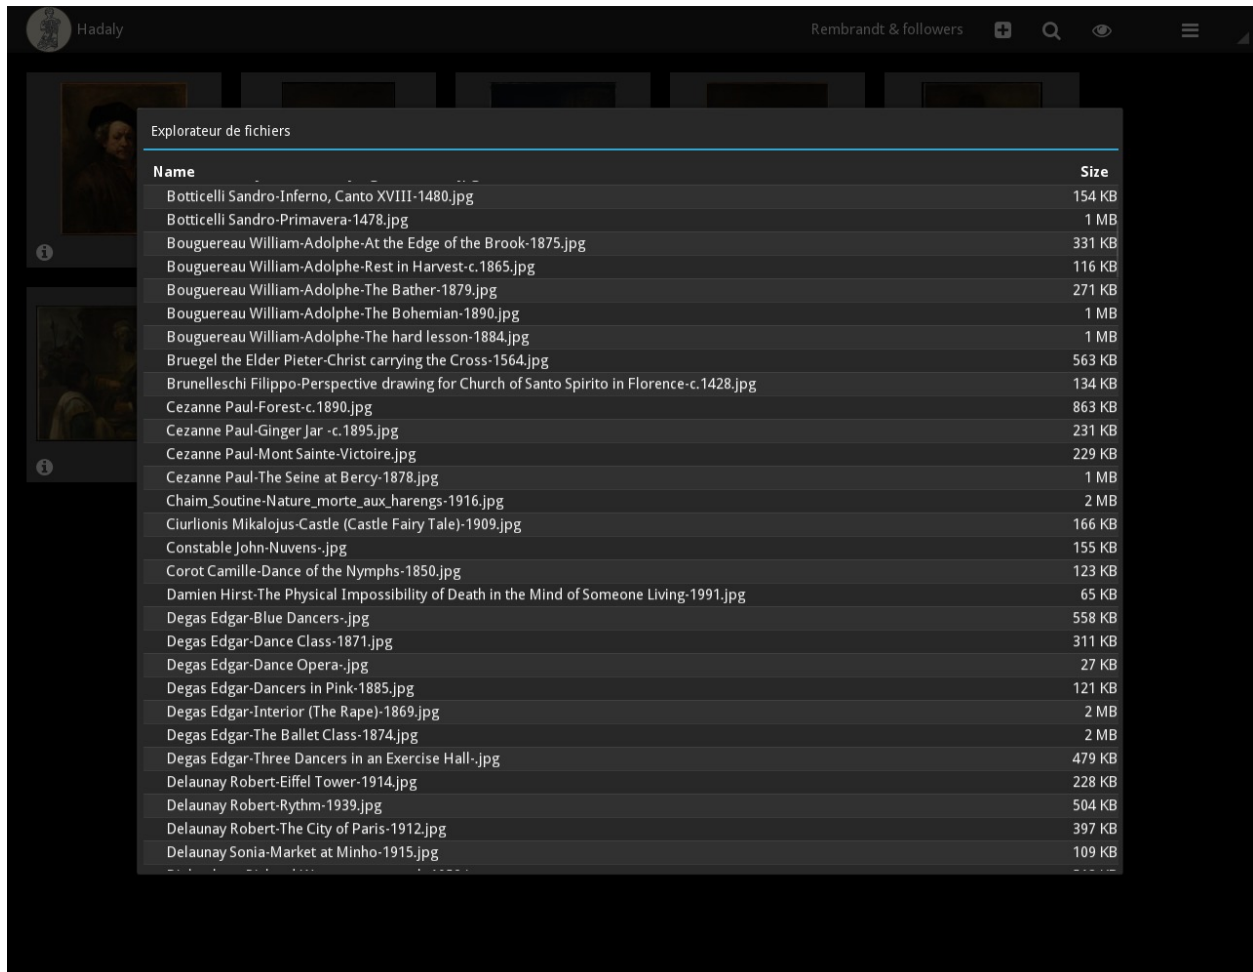 Hadaly
Rembrandt & followers
Explorateur de fichiers
Name Size
Botticelli Sandro-Inferno, Canto XVIII-1480.jpg 154 KB
Botticelli Sandro-Primavera-1478.jpg 1 MB
Bouguereau William-Adolphe-At the Edge of the Brook-1875.jpg 331 KB
Bouguereau William-Adolphe-Rest in Harvest-c.1865.jpg 116 KB
Bouguereau William-Adolphe-The Bather-1879.jpg 271 KB
Bouguereau William-Adolphe-The Bohemian-1890.jpg 1 MB
Bouguereau William-Adolphe-The hard lesson-1884.jpg 1 MB
Bruegel the Elder Pieter-Christ carrying the Cross-1564.jpg 563 KB
Brunelleschi Filippo-Perspective drawing for Church of Santo Spirito in Florence-c.1428.jpg 134 KB
Cezanne Paul-Forest-c.1890.jpg 863 KB
Cezanne Paul-Ginger Jar -c.1895.jpg 231 KB
Cezanne Paul-Mont Sainte-Victoire.jpg 229 KB
Cezanne Paul-The Seine at Bercy-1878.jpg 1 MB
Chaim_Soutine-Nature_morte_aux_harengs-1916.jpg 2 MB
Ciurlionis Mikalojus-Castle (Castle Fairy Tale)-1909.jpg 166 KB
Constable John-Nuvens-.jpg 155 KB
Corot Camille-Dance of the Nymphs-1850.jpg 123 KB
Damien Hirst-The Physical Impossibility of Death in the Mind of Someone Living-1991.jpg 65 KB
Degas Edgar-Blue Dancers-.jpg 558 KB
Degas Edgar-Dance Class-1871.jpg 311 KB
Degas Edgar-Dance Opera-.jpg 27 KB
Degas Edgar-Dancers in Pink-1885.jpg 121 KB
Degas Edgar-Interior (The Rape)-1869.jpg 2 MB
Degas Edgar-The Ballet Class-1874.jpg 2 MB
Degas Edgar-Three Dancers in an Exercise Hall-.jpg 479 KB
Delaunay Robert-Eiffel Tower-1914.jpg 228 KB
Delaunay Robert-Rythm-1939.jpg 504 KB
Delaunay Robert-The City of Paris-1912.jpg 397 KB
Delaunay Sonia-Market at Minho-1915.jpg 109 KB